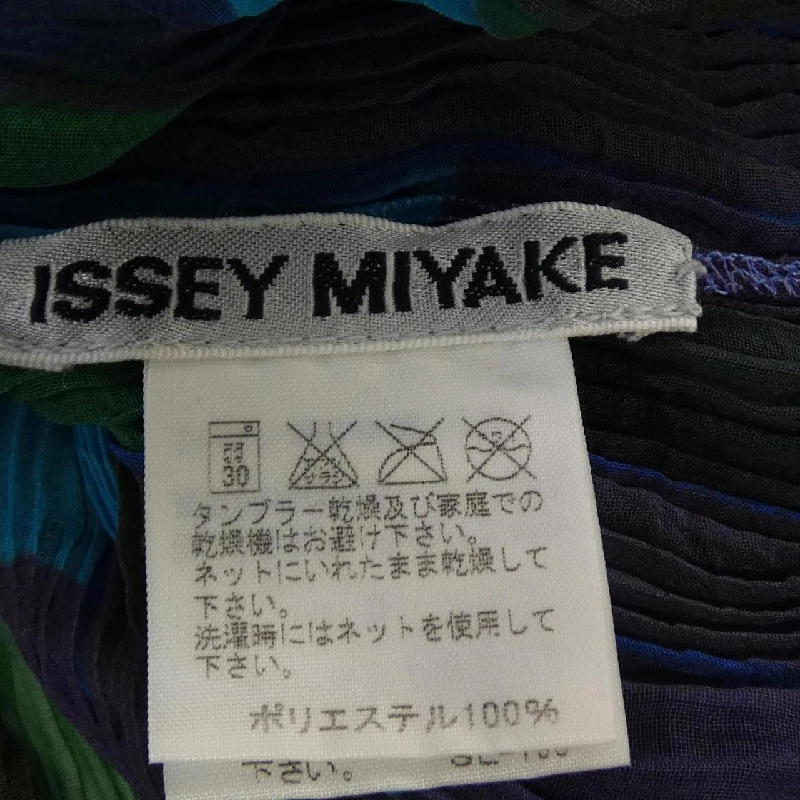 ISSEY MIYAKE
30
タンブラー乾燥及び家庭での
乾燥機はお避け下さい。
ネットにいれたまま乾燥して
下さい。
洗濯時にはネットを使用して
下さい。
ポリエステル100%
下さい。